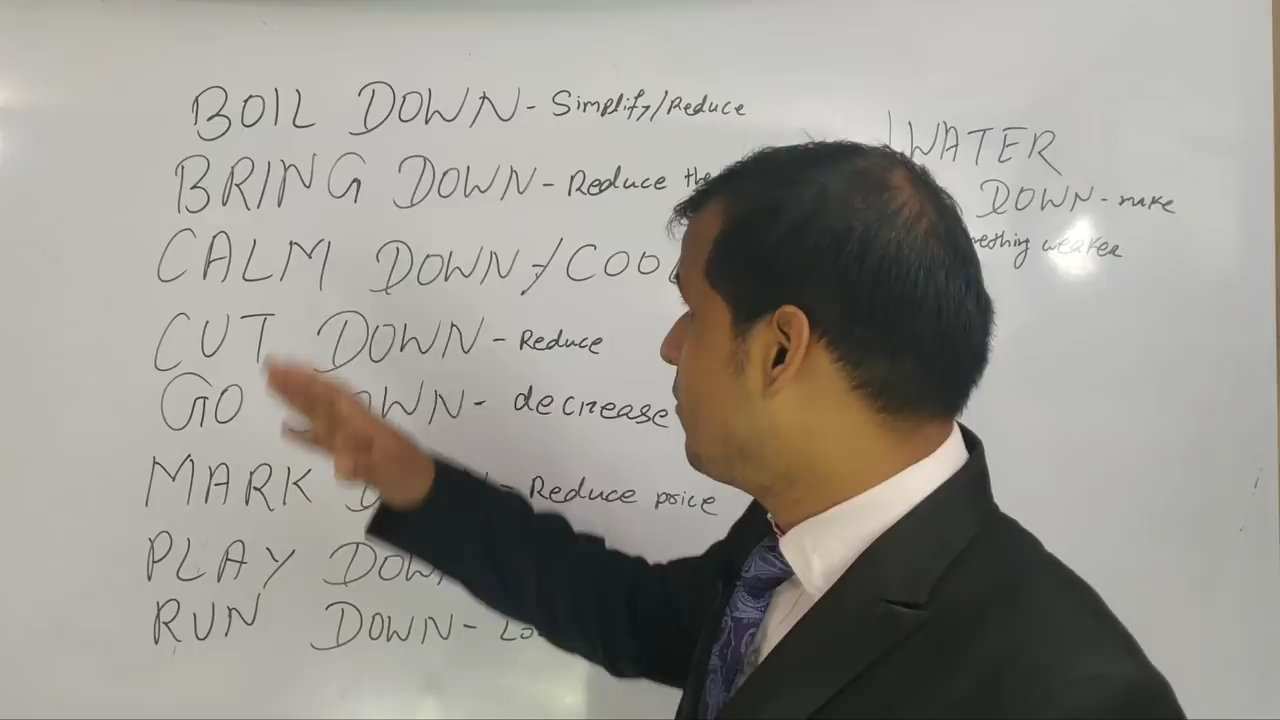 BOIL DOWN - Simplify/Reduce
BRING DOWN - Reduce the
CALM DOWN -/COOL
CUT DOWN - Reduce
GO DOWN - decrease
MARK - Reduce price
PLAY DOWN
RUN DOWN -
WATER
DOWN - make
weaker